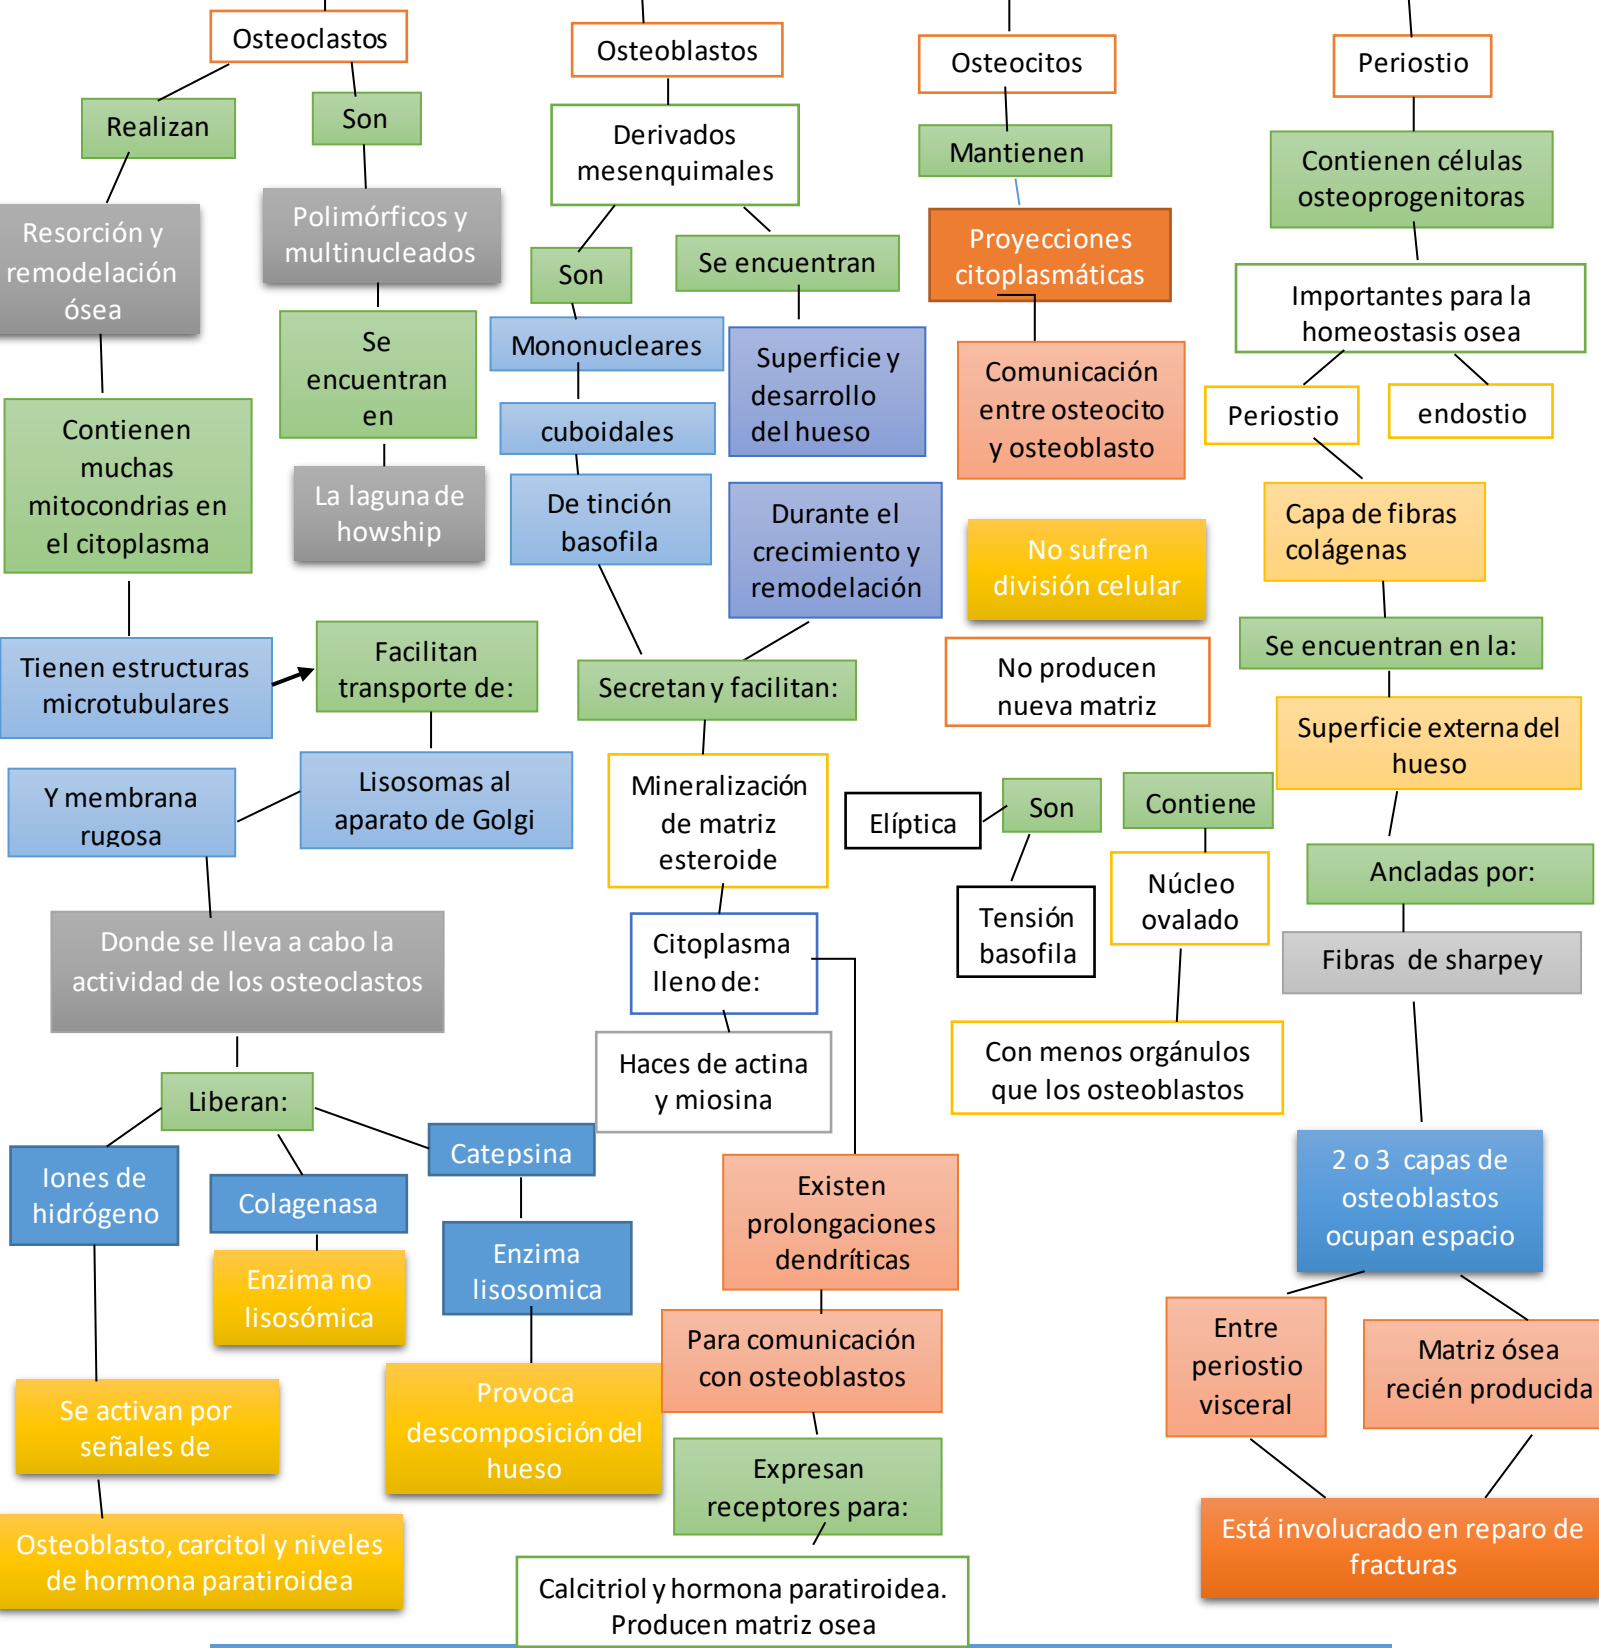 Osteoclastos
Realizan
Son
Resorción y
remodelación
ósea
Polimórficos y
multinucleados
Contienen
muchas
mitocondrias en
el citoplasma
Se
encuentran
en
La laguna de
howship
Tienen estructuras
microtubulares
Facilitan
transporte de:
Lisosomas al
aparato de Golgi
Y membrana
rugosa
Donde se lleva a cabo la
actividad de los osteoclastos
Liberan:
Iones de
hidrógeno
Colagenasa
Catepsina
Enzima no
lisosómica
Enzima
lisosomica
Se activan por
señales de
Provoca
descomposición del
hueso
Osteoblasto, carcitol y niveles
de hormona paratiroidea
Osteoblastos
Derivados
mesenquimales
Son
Se encuentran
Mononucleares
cuboidales
De tinción
basofila
Superficie y
desarrollo
del hueso
Durante el
crecimiento y
remodelación
Secretan y facilitan:
Mineralización
de matriz
esteroide
Citoplasma
lleno de:
Haces de actina
y miosina
Existen
prolongaciones
dendríticas
Para comunicación
con osteoblastos
Expresan
receptores para:
Calcitriol y hormona paratiroidea.
Producen matriz osea
Osteocitos
Mantienen
Proyecciones
citoplasmáticas
Comunicación
entre osteocito
y osteoblasto
No sufren
división celular
No producen
nueva matriz
Elíptica
Son
Contiene
Tensión
basofila
Núcleo
ovalado
Con menos orgánulos
que los osteoblastos
Periostio
Contienen células
osteoprogenitoras
Importantes para la
homeostasis osea
Periostio
endostio
Capa de fibras
colágenas
Se encuentran en la:
Superficie externa del
hueso
Ancladas por:
Fibras de sharpey
2 o 3 capas de
osteoblastos
ocupan espacio
Entre
periostio
visceral
Matriz ósea
recién producida
Está involucrado en reparo de
fracturas